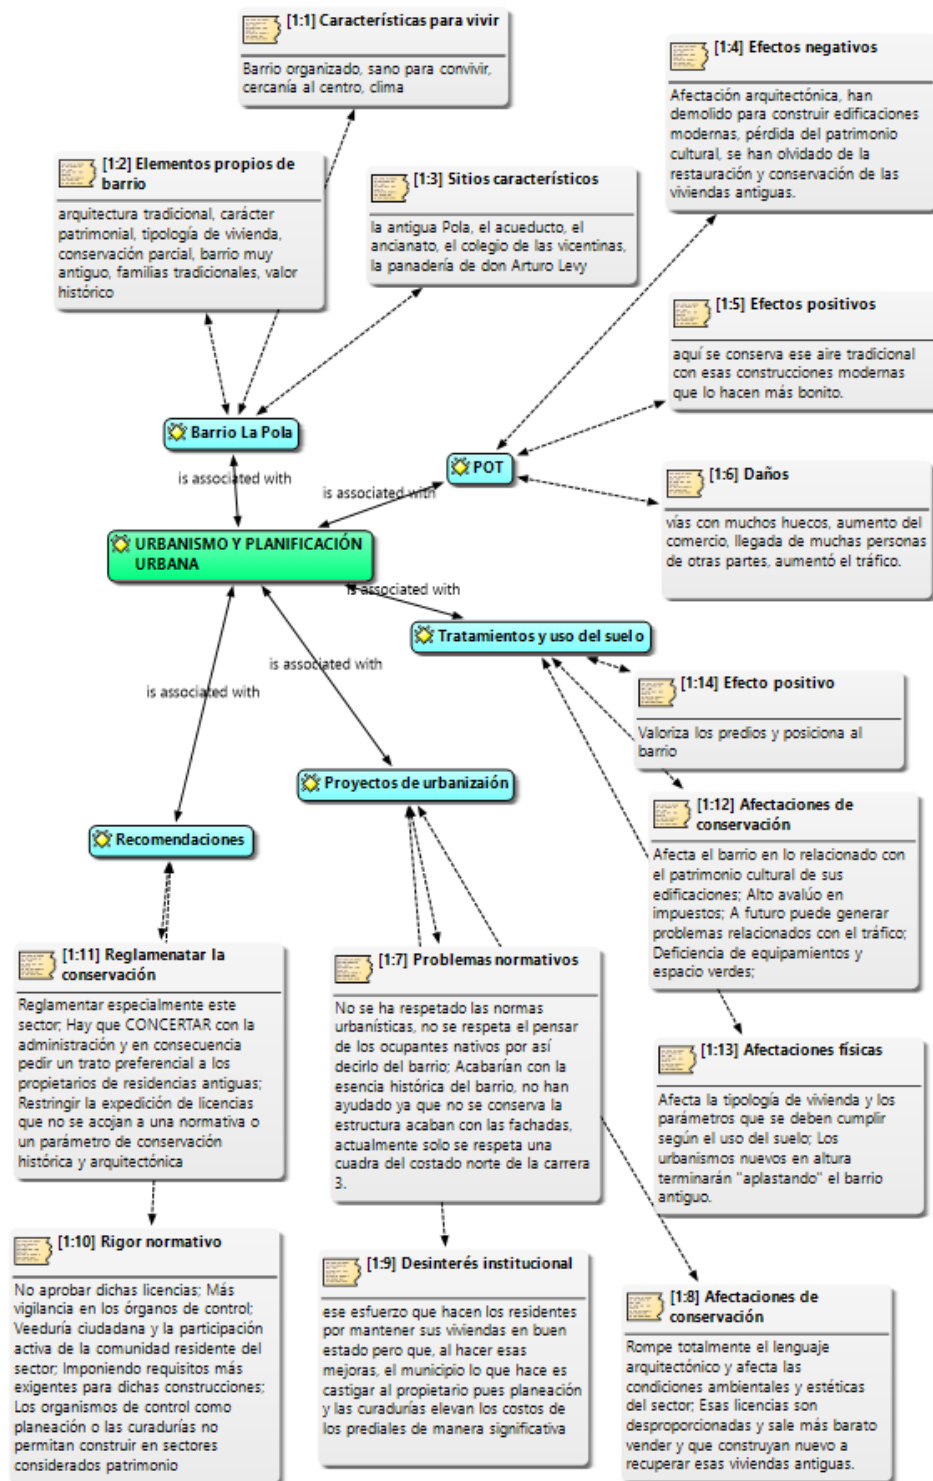 [1:1] Características para vivir
Barrio organizado, sano para convivir,
cercanía al centro, clima
[1:4] Efectos negativos
Afectación arquitectónica, han
demolido para construir edificaciones
modernas, pérdida del patrimonio
cultural, se han olvidado de la
restauración y conservación de las
viviendas antiguas.
[1:2] Elementos propios de
barrio
arquitectura tradicional, carácter
patrimonial, tipología de vivienda,
conservación parcial, barrio muy
antiguo, familias tradicionales, valor
histórico
[1:3] Sitios característicos
la antigua Pola, el acueducto, el
ancianato, el colegio de las vicentinas,
la panadería de don Arturo Levy
[1:5] Efectos positivos
aquí se conserva ese aire tradicional
con esas construcciones modernas
que lo hacen más bonito.
Barrio La Pola
POT
is associated with
is associated with
[1:6] Daños
vías con muchos huecos, aumento del
comercio, llegada de muchas personas
de otras partes, aumentó el tráfico.
URBANISMO Y PLANIFICACIÓN
URBANA
is associated with
Tratamientos y uso del suelo
is associated with
is associated with
[1:14] Efecto positivo
Valoriza los predios y posiciona al
barrio
Proyectos de urbanizaión
Recomendaciones
[1:12] Afectaciones de
conservación
Afecta el barrio en lo relacionado con
el patrimonio cultural de sus
edificaciones; Alto avalúo en
impuestos; A futuro puede generar
problemas relacionados con el tráfico;
Deficiencia de equipamientos y
espacio verdes;
[1:11] Reglamenatar la
conservación
Reglamentar especialmente este
sector; Hay que CONCERTAR con la
administración y en consecuencia
pedir un trato preferencial a los
propietarios de residencias antiguas;
Restringir la expedición de licencias
que no se acojan a una normativa o
un parámetro de conservación
histórica y arquitectónica
[1:7] Problemas normativos
No se ha respetado las normas
urbanísticas, no se respeta el pensar
de los ocupantes nativos por así
decirlo del barrio; Acabarían con la
esencia histórica del barrio, no han
ayudado ya que no se conserva la
estructura acaban con las fachadas,
actualmente solo se respeta una
cuadra del costado norte de la carrera
3.
[1:13] Afectaciones físicas
Afecta la tipología de vivienda y los
parámetros que se deben cumplir
según el uso del suelo; Los
urbanismos nuevos en altura
terminarán "aplastando" el barrio
antiguo.
[1:10] Rigor normativo
No aprobar dichas licencias; Más
vigilancia en los órganos de control;
Veeduría ciudadana y la participación
activa de la comunidad residente del
sector; Imponiendo requisitos más
exigentes para dichas construcciones;
Los organismos de control como
planeación o las curadurías no
permitan construir en sectores
considerados patrimonio
[1:9] Desinterés institucional
ese esfuerzo que hacen los residentes
por mantener sus viviendas en buen
estado pero que, al hacer esas
mejoras, el municipio lo que hace es
castigar al propietario pues planeación
y las curadurías elevan los costos de
los prediales de manera significativa
[1:8] Afectaciones de
conservación
Rompe totalmente el lenguaje
arquitectónico y afecta las
condiciones ambientales y estéticas
del sector; Esas licencias son
desproporcionadas y sale más barato
vender y que construyan nuevo a
recuperar esas viviendas antiguas.